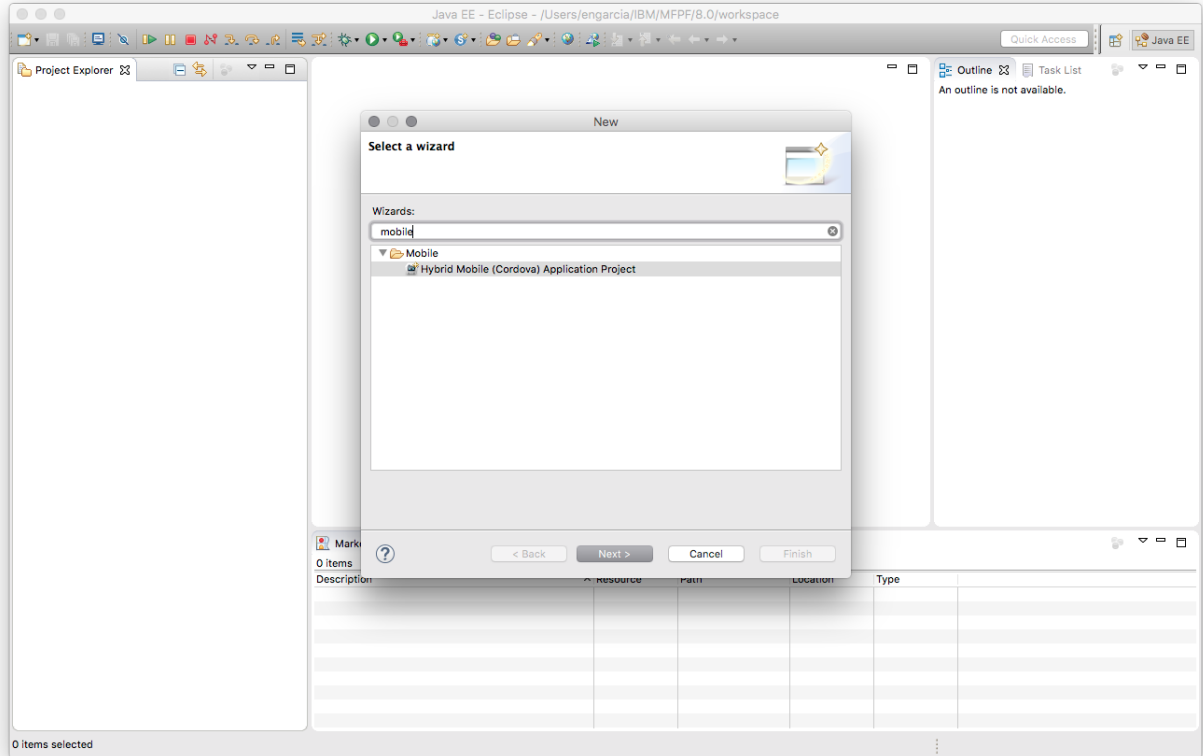 Java EE - Eclipse - /Users/engarcia/IBM/MFPF/8.0/workspace
Quick Access
Java EE
Project Explorer
Outline
Task List
An outline is not available.
New
Select a wizard
Wizards:
mobile
Mobile
Hybrid Mobile (Cordova) Application Project
< Back
Next >
Cancel
Finish
Marke
0 items
Description Resource Path Location Type
0 items selected